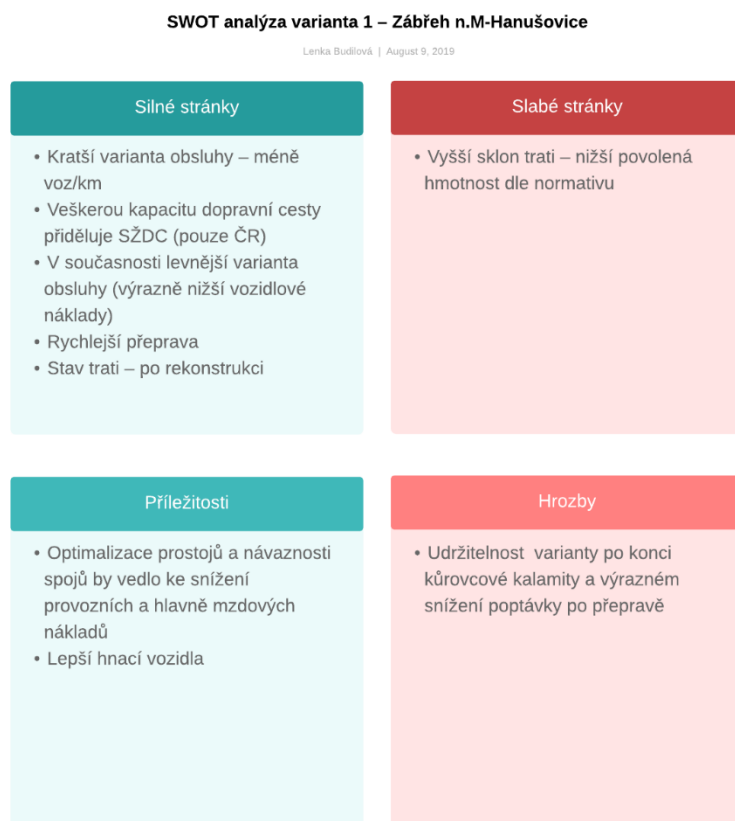 SWOT analýza varianta 1 – Zábřeh n.M-Hanušovice
Lenka Budilová | August 9, 2019
Silné stránky
• Kratší varianta obsluhy – méně
voz/km
• Veškerou kapacitu dopravní cesty
přiděluje SŽDC (pouze ČR)
• V současnosti levnější varianta
obsluhy (výrazně nižší vozidlové
náklady)
• Rychlejší přeprava
• Stav trati – po rekonstrukci
Slabé stránky
• Vyšší sklon trati – nižší povolená
hmotnost dle normativu
Příležitosti
• Optimalizace prostojů a návaznosti
spojů by vedlo ke snížení
provozních a hlavně mzdových
nákladů
• Lepší hnací vozidla
Hrozby
• Udržitelnost  varianty po konci
kůrovcové kalamity a výrazném
snížení poptávky po přepravě